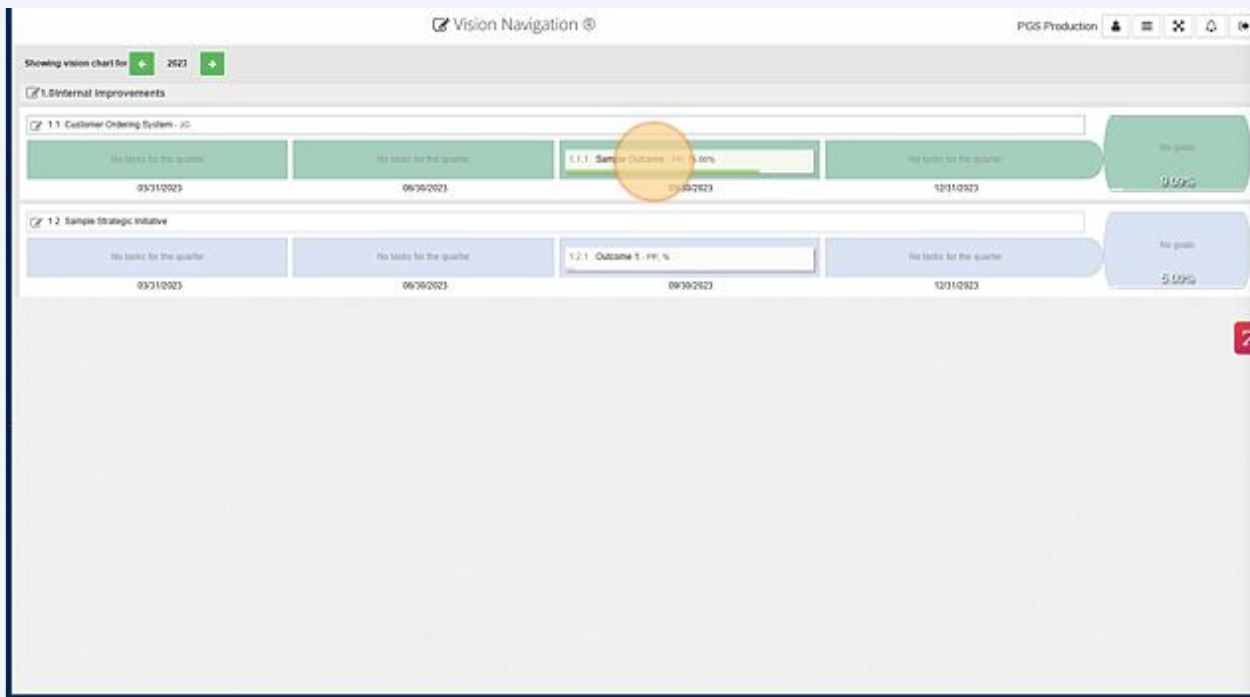 Vision Navigation ®
PGS Production
Showing vision chart for 2023
1.0Internal Improvements
1.1 Customer Ordering System - JG
No tasks for the quarter
No tasks for the quarter
1.1.1 Sample Outcome
No tasks for the quarter
No goals
03/31/2023
06/30/2023
12/31/2023
1.2 Sample Strategic Initiative
No tasks for the quarter
No tasks for the quarter
1.2.1 Outcome 1 - PP, %
No tasks for the quarter
No goals
03/31/2023
06/30/2023
09/30/2023
12/31/2023